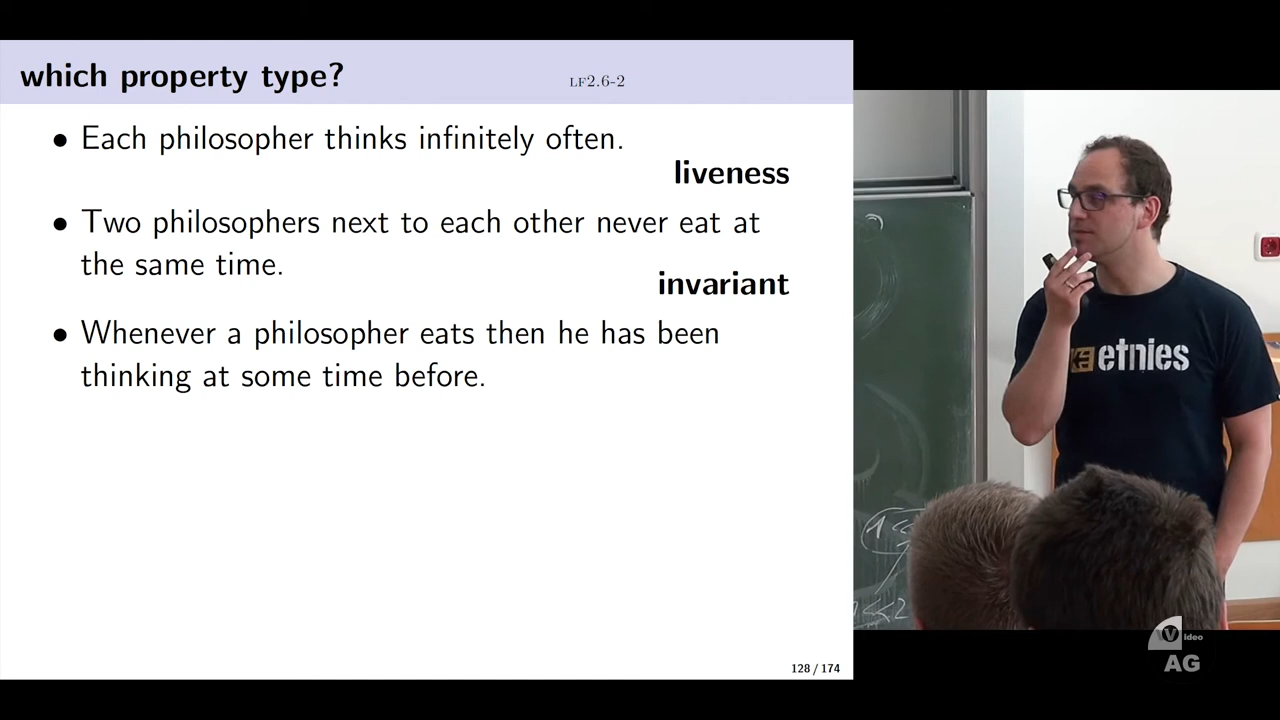 which property type?
LF2.6-2
• Each philosopher thinks infinitely often.
liveness
• Two philosophers next to each other never eat at
the same time.
invariant
• Whenever a philosopher eats then he has been
thinking at some time before.
128 / 174
etnies
Video
AG